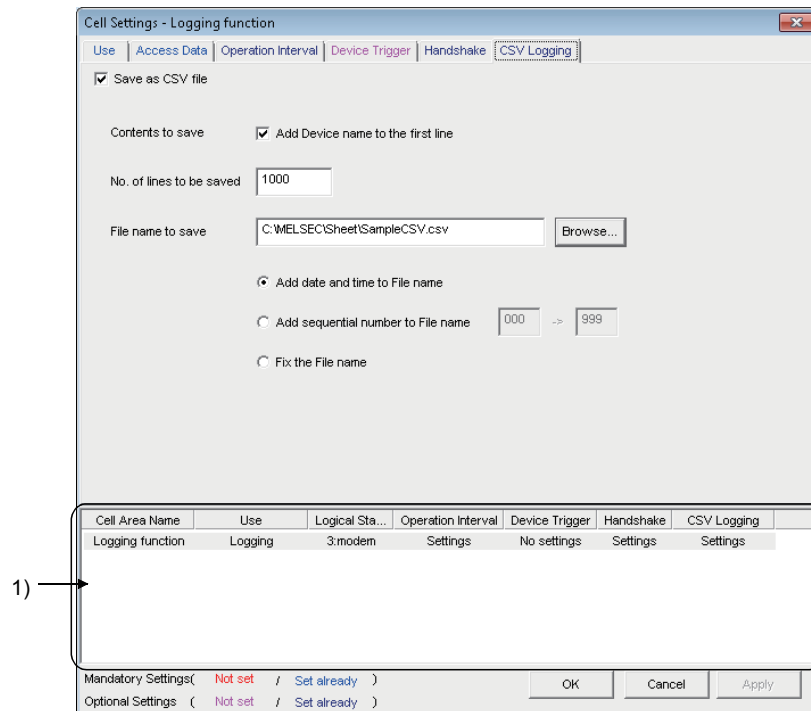 Cell Settings - Logging function
Use Access Data Operation Interval Device Trigger Handshake CSV Logging
Save as CSV file
Contents to save Add Device name to the first line
No. of lines to be saved 1000
File name to save C:\MELSEC\Sheet\SampleCSV.csv Browse...
Add date and time to File name
Add sequential number to File name 000 -> 999
Fix the File name
Cell Area Name Use Logical Sta... Operation Interval Device Trigger Handshake CSV Logging
Logging function Logging 3:modem Settings No settings Settings Settings
1)
Mandatory Settings( Not set / Set already ) OK Cancel Apply
Optional Settings ( Not set / Set already )